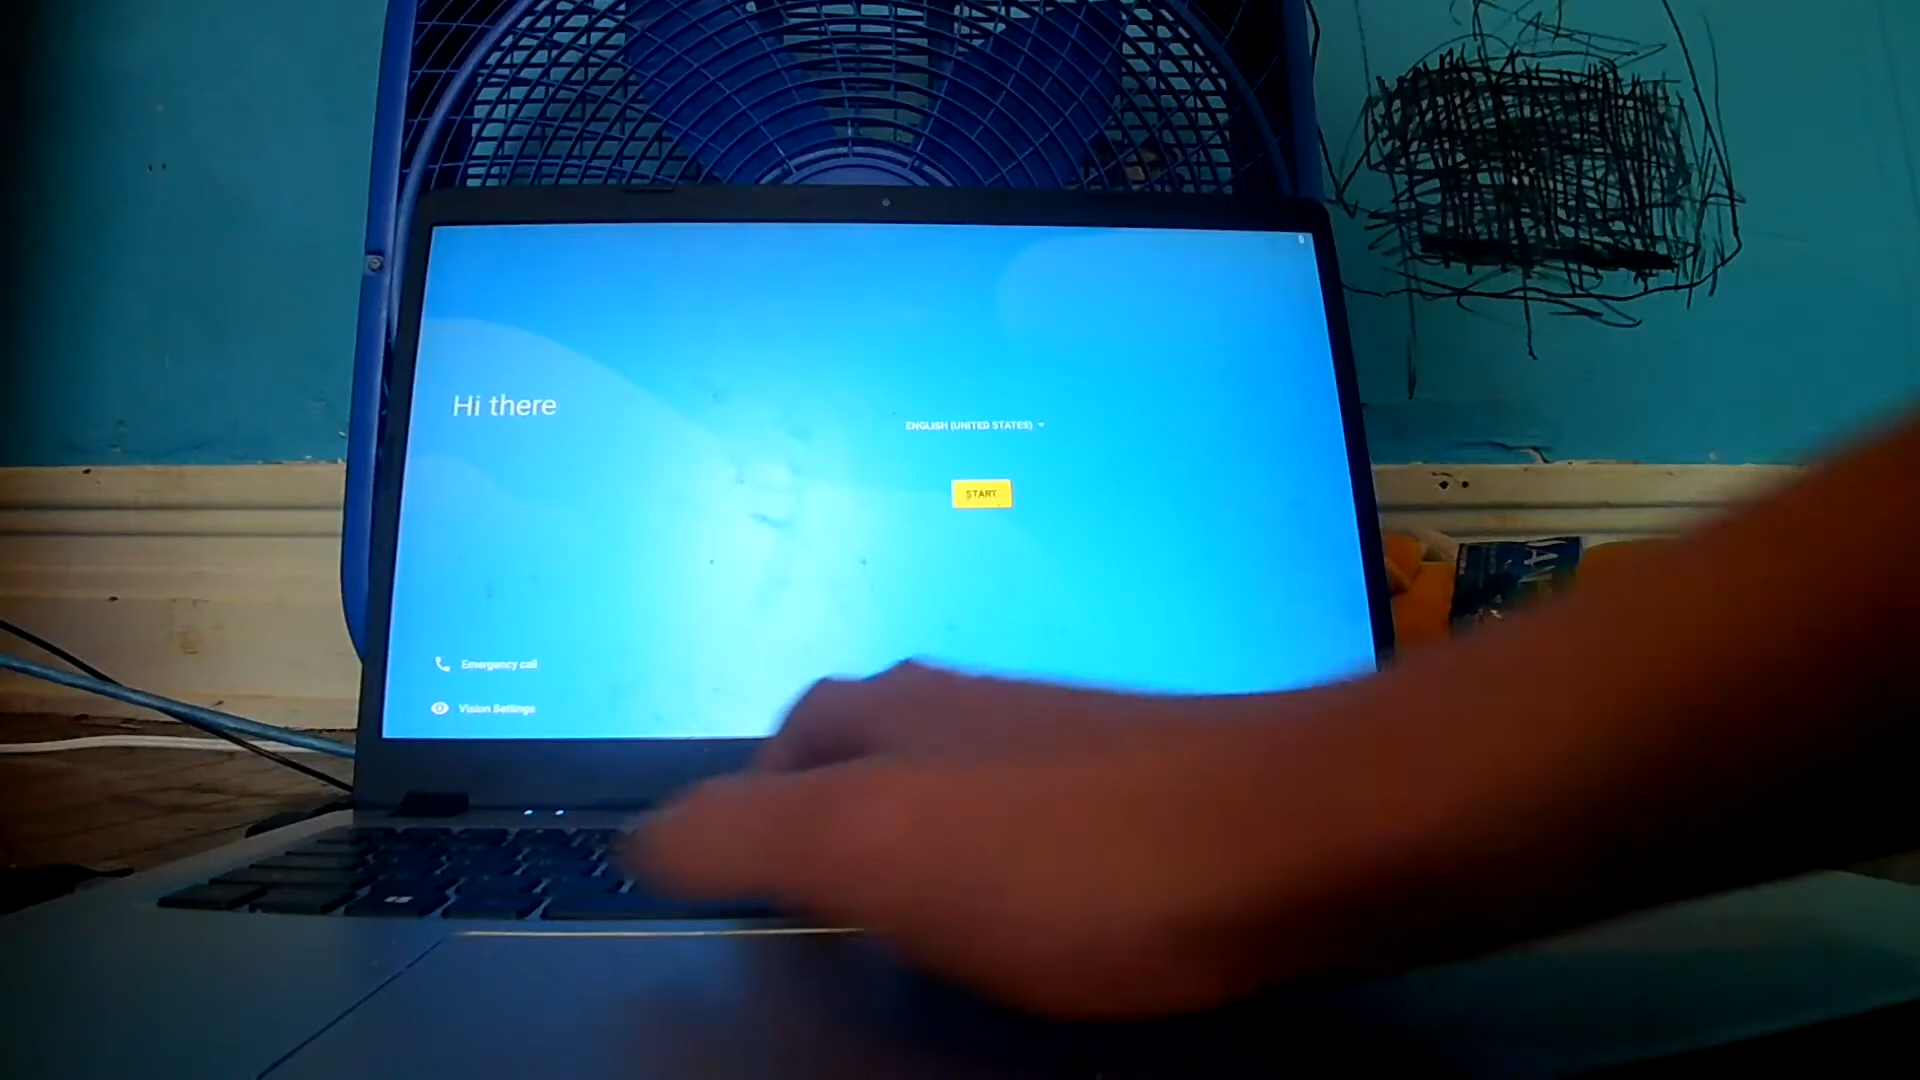 Hi there
ENGLISH (UNITED STATES)
START
Emergency call
Vision Settings